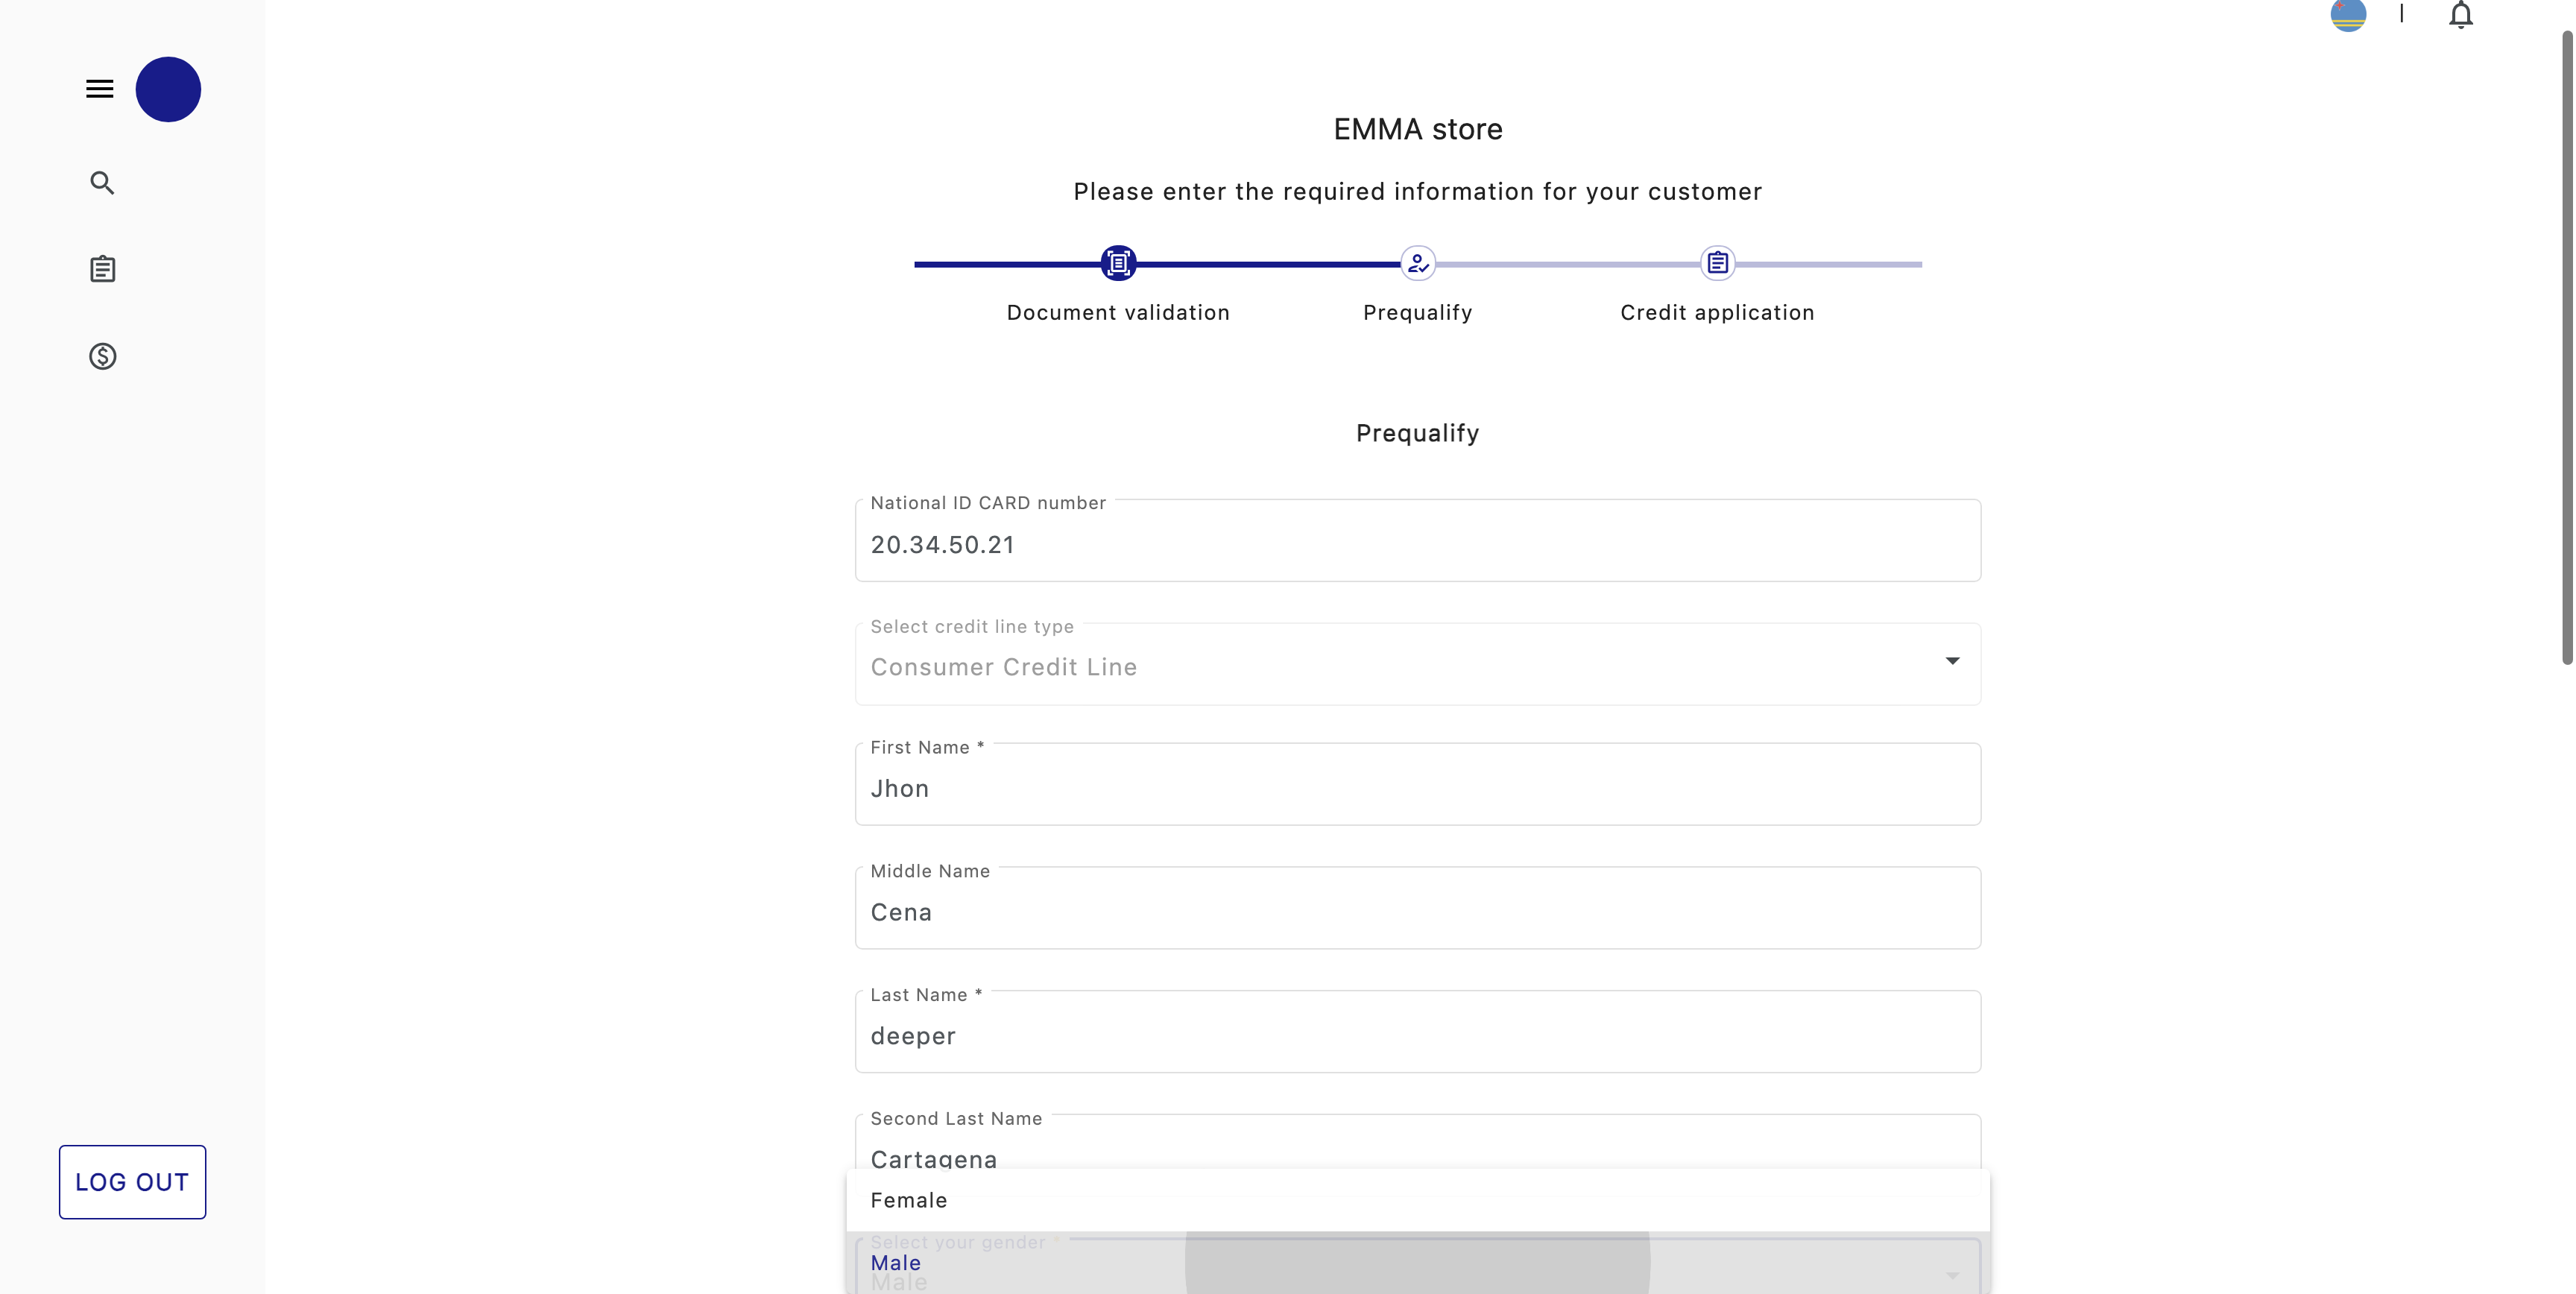 EMMA store
Please enter the required information for your customer
Document validation
Prequalify
Credit application
Prequalify
National ID CARD number
20.34.50.21
Select credit line type
Consumer Credit Line
First Name *
Jhon
Middle Name
Cena
Last Name *
deeper
Second Last Name
Cartagena
Female
Select your gender *
Male
Male
LOG OUT